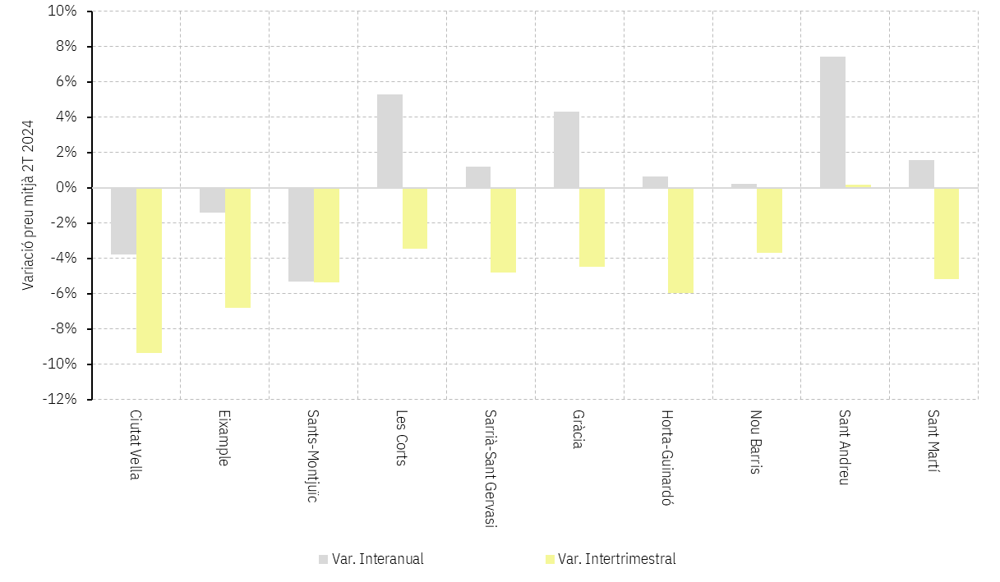 10%
8%
6%
4%
2%
0%
-2%
-4%
-6%
-8%
-10%
-12%
Variació preu mitjà 2T 2024
Ciutat Vella
Eixample
Sants-Montjuïc
Les Corts
Sarrià-Sant Gervasi
Gràcia
Horta-Guinardó
Nou Barris
Sant Andreu
Sant Martí
Var. Interanual
Var. Intertrimestral